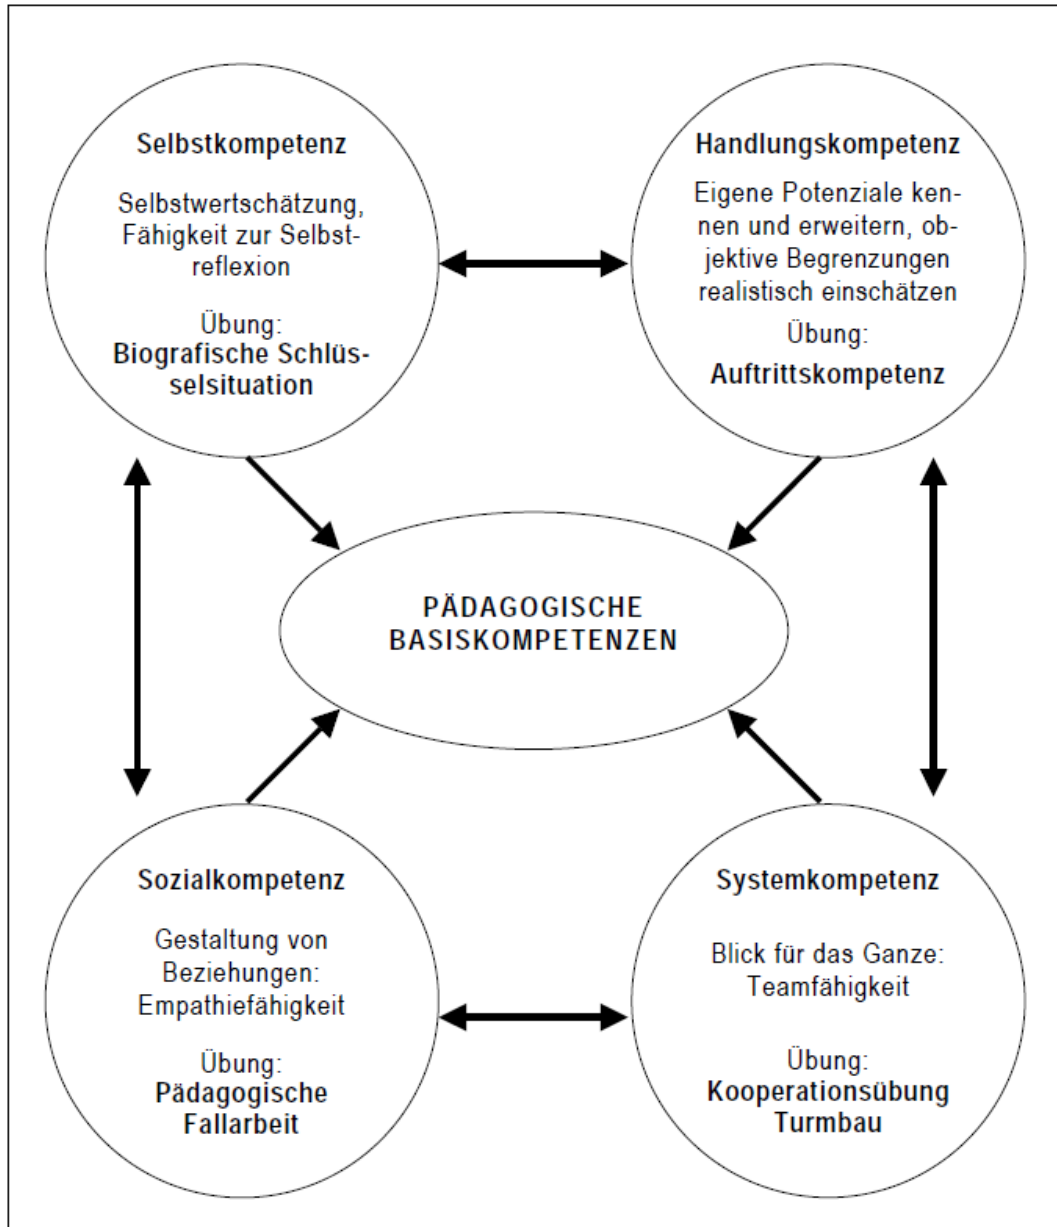 Selbstkompetenz
Selbstwertschätzung,
Fähigkeit zur Selbst-
reflexion
Übung:
Biografische Schlüs-
selsituation
Handlungskompetenz
Eigene Potenziale ken-
nen und erweitern, ob-
jektive Begrenzungen
realistisch einschätzen
Übung:
Auftrittskompetenz
PÄDAGOGISCHE
BASISKOMPETENZEN
Sozialkompetenz
Gestaltung von
Beziehungen:
Empathiefähigkeit
Übung:
Pädagogische
Fallarbeit
Systemkompetenz
Blick für das Ganze:
Teamfähigkeit
Übung:
Kooperationsübung
Turmbau